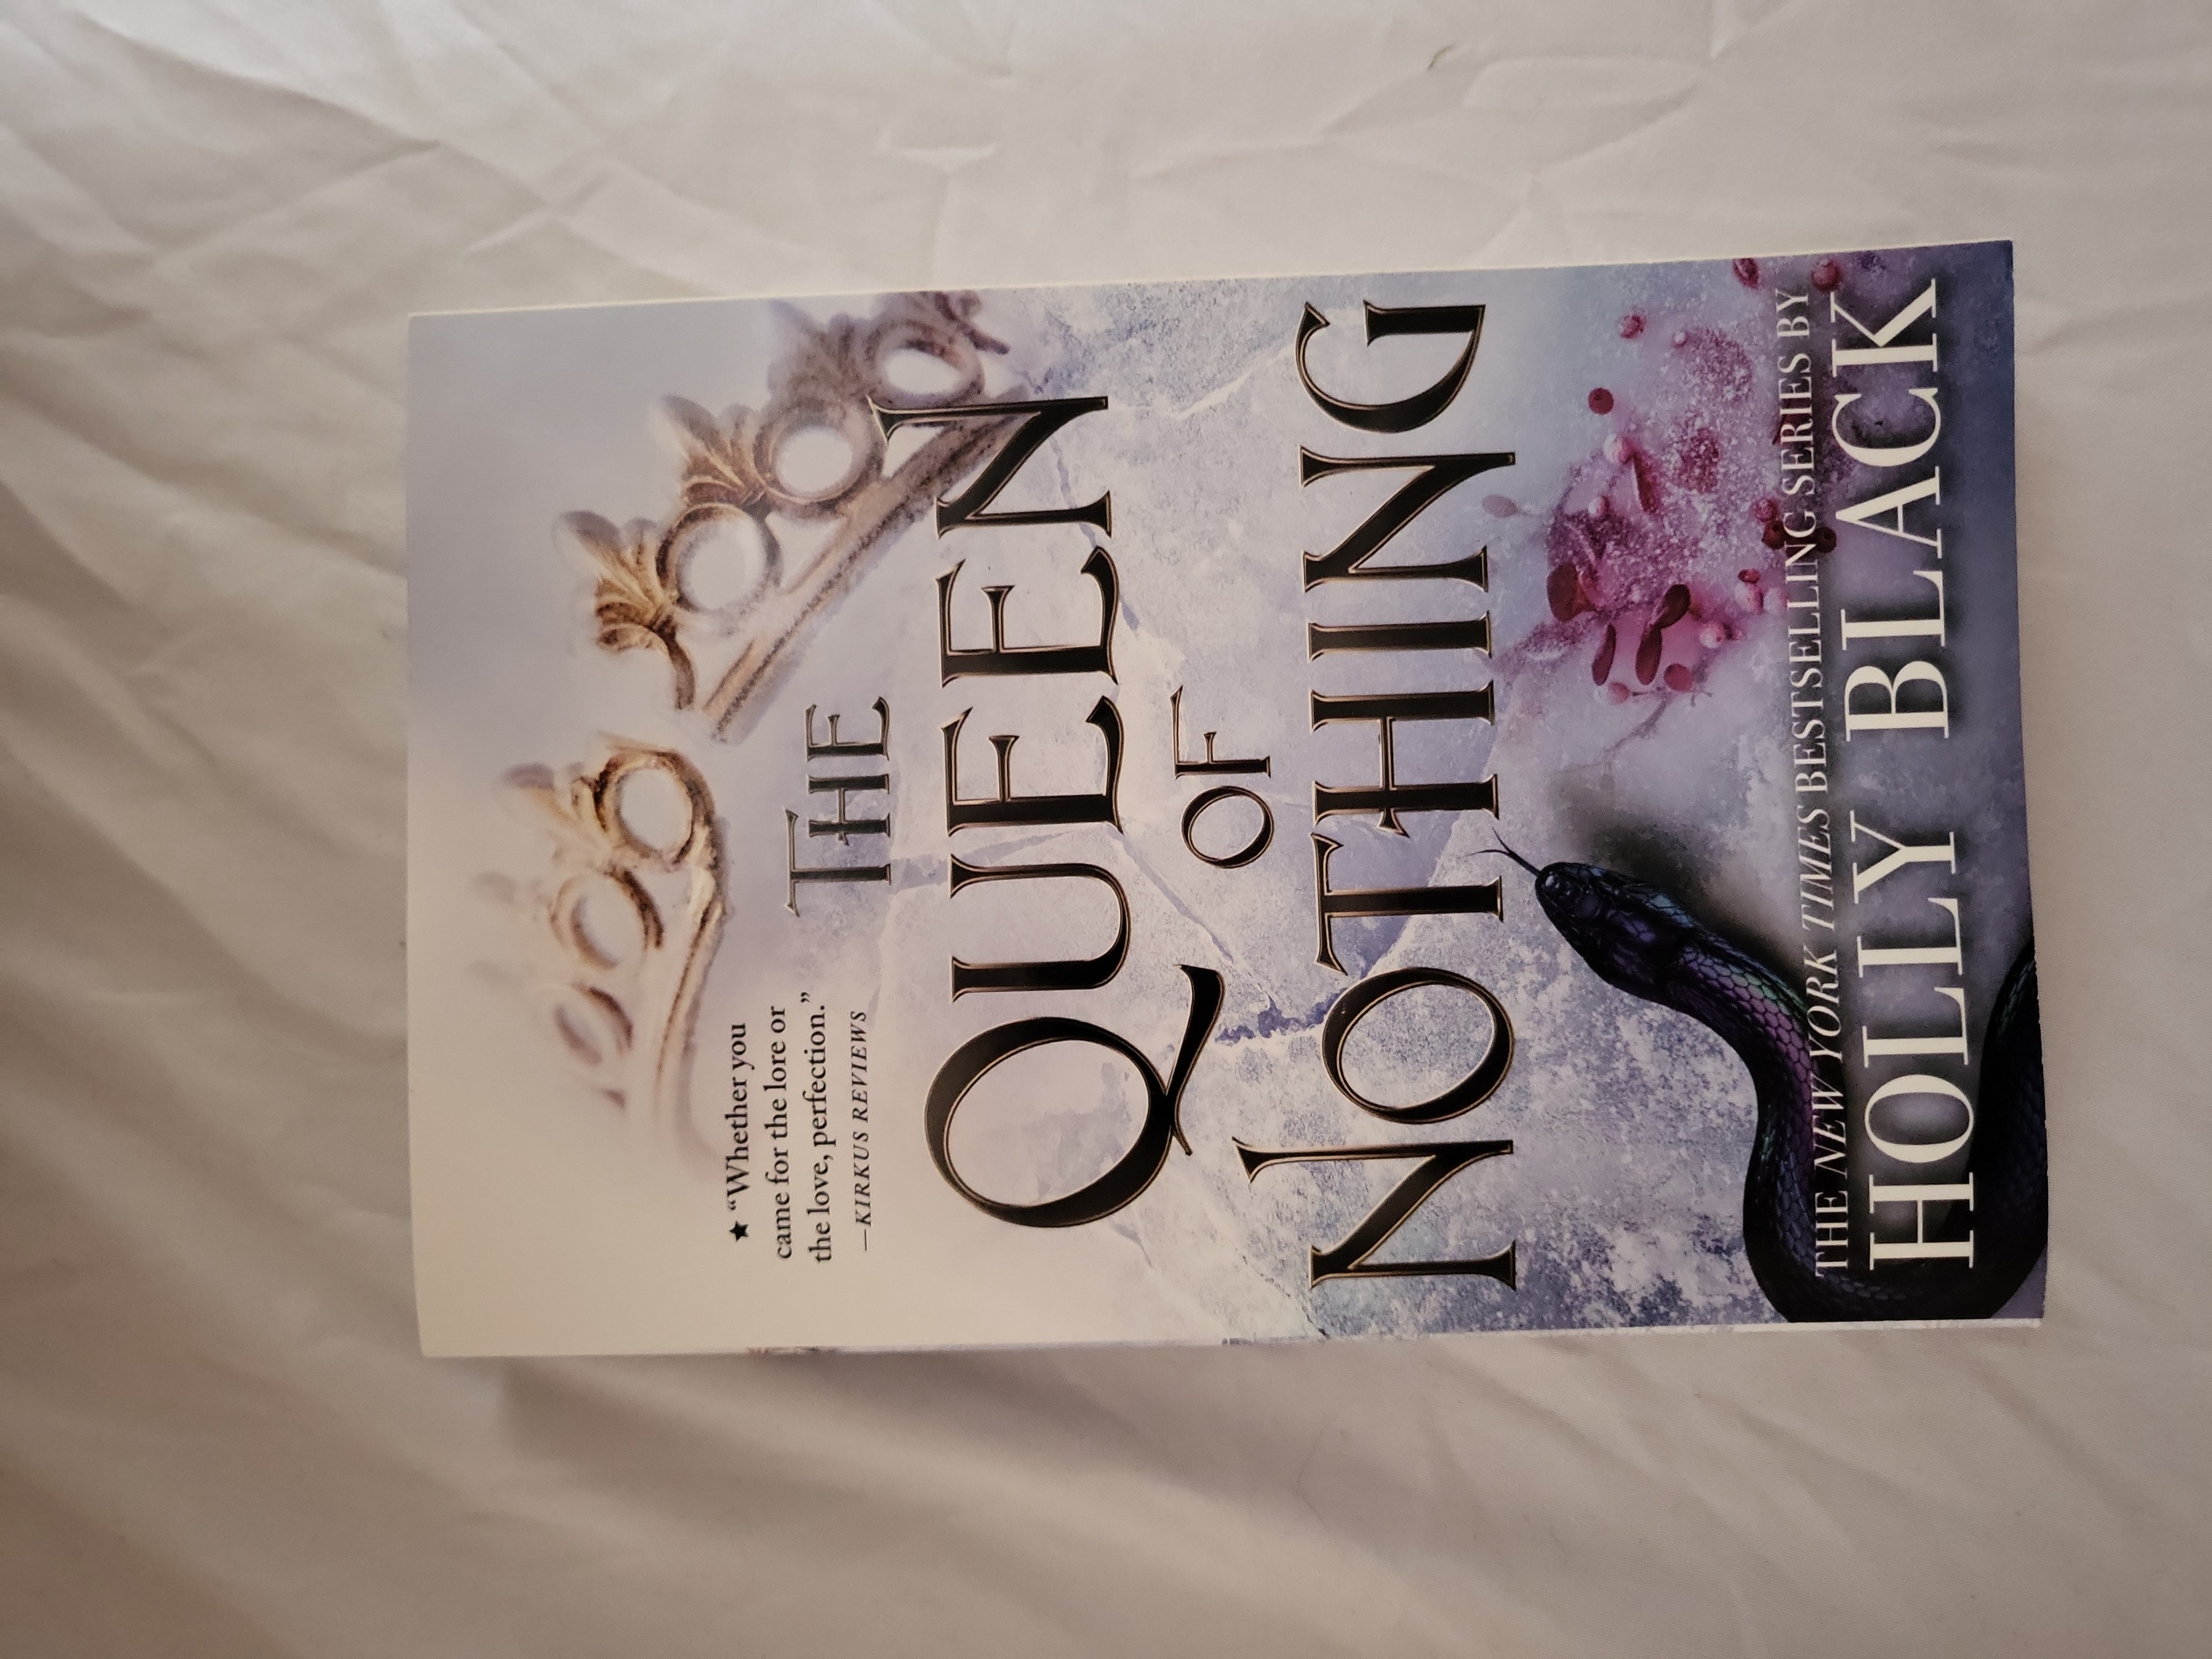 ★ “Whether you
came for the lore or
the love, perfection.”
—KIRKUS REVIEWS
THE
QUEEN
OF
NOTHING
THE NEW YORK TIMES BESTSELLING SERIES BY
HOLLY BLACK